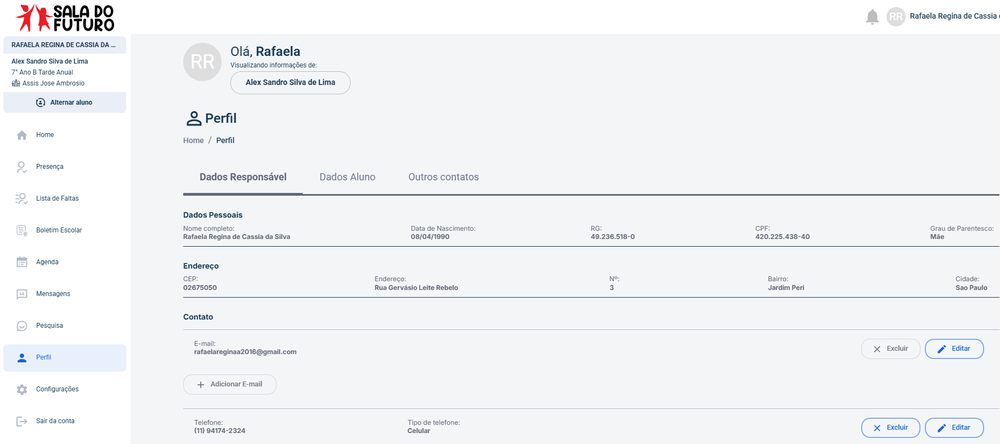 SALA DO
FUTURO
RR
Rafaela Regina de Cassia
RAFAELA REGINA DE CASSIA DA ...
Alex Sandro Silva de Lima
7° Ano B Tarde Anual
Assis Jose Ambrosio
Alternar aluno
Home
Presença
Lista de Faltas
Boletim Escolar
Agenda
Mensagens
Pesquisa
Perfil
Configurações
Sair da conta
RR
Olá, Rafaela
Visualizando informações de:
Alex Sandro Silva de Lima
Perfil
Home / Perfil
Dados Responsável Dados Aluno Outros contatos
Dados Pessoais
Nome completo: Data de Nascimento: RG: CPF: Grau de Parentesco:
Rafaela Regina de Cassia da Silva 08/04/1990 49.236.518-0 420.225.438-40 Mãe
Endereço
CEP: Endereço: Nº: Bairro: Cidade:
02675050 Rua Gervásio Leite Rebelo 3 Jardim Peri Sao Paulo
Contato
E-mail:
rafaelareginaa2016@gmail.com
Excluir Editar
Adicionar E-mail
Telefone: Tipo de telefone:
(11) 94174-2324 Celular
Excluir Editar